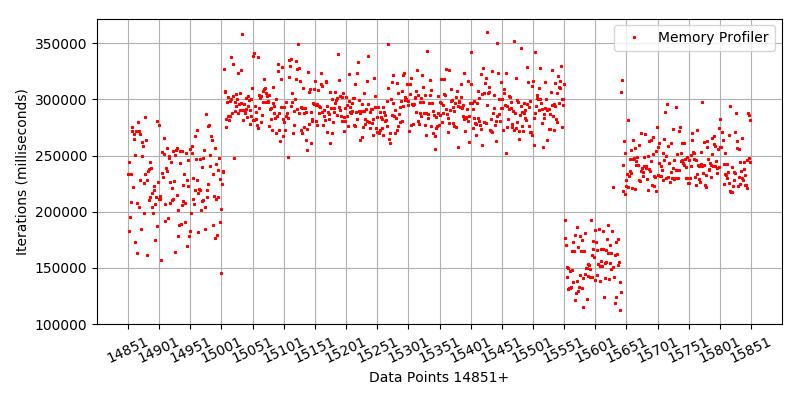 350000
300000
250000
200000
150000
100000
Iterations (milliseconds)
Memory Profiler
14851 14901 14951 15001 15051 15101 15151 15201 15251 15301 15351 15401 15451 15501 15551 15601 15651 15701 15751 15801 15851
Data Points 14851+